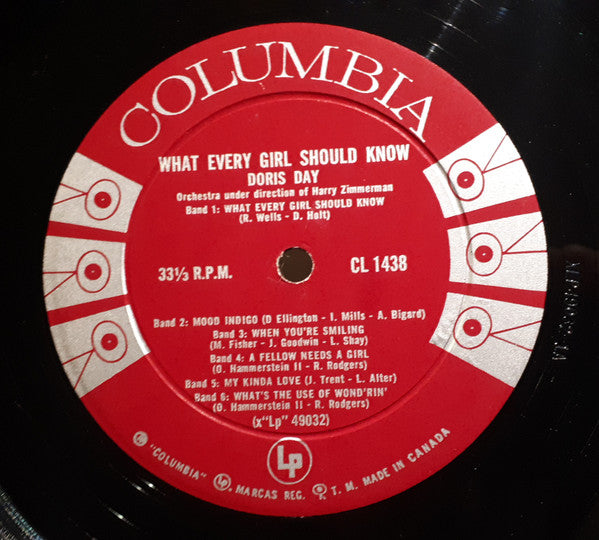 COLUMBIA
WHAT EVERY GIRL SHOULD KNOW
DORIS DAY
Orchestra under direction of Harry Zimmerman
Band 1: WHAT EVERY GIRL SHOULD KNOW
(R. Wells - D. Holt)
33⅓ R.P.M.
CL 1438
Band 2: MOOD INDIGO (D Ellington - I. Mills - A. Bigard)
Band 3: WHEN YOU'RE SMILING
(M. Fisher - J. Goodwin - L. Shay)
Band 4: A FELLOW NEEDS A GIRL
(O. Hammerstein II - R. Rodgers)
Band 5: MY KINDA LOVE (J. Trent - L. Alter)
Band 6: WHAT'S THE USE OF WOND'RIN'
(O. Hammerstein II - R. Rodgers)
(x"Lp" 49032)
Lp
"COLUMBIA" MARCAS REG. T. M. MADE IN CANADA